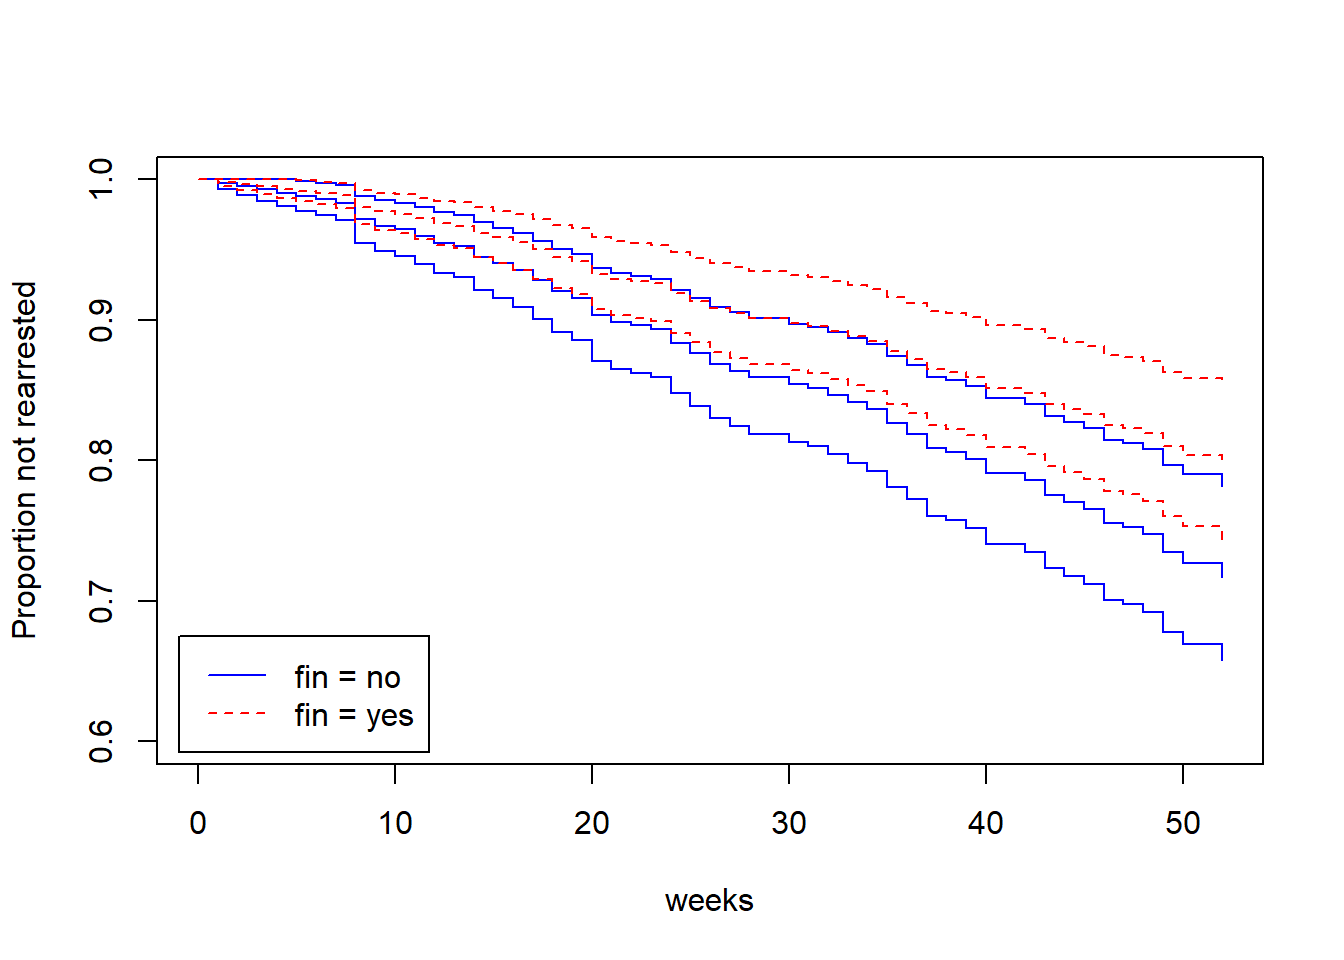 Proportion not rearrested
1.0
0.9
0.8
0.7
0.6
fin = no
fin = yes
0 10 20 30 40 50
weeks